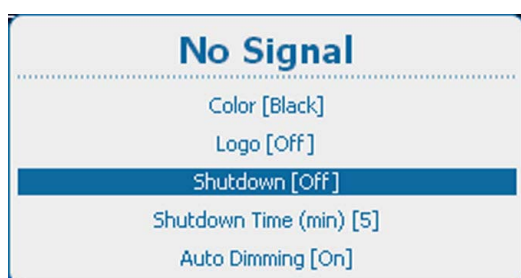 No Signal
Color [Black]
Logo [Off]
Shutdown [Off]
Shutdown Time (min) [5]
Auto Dimming [On]